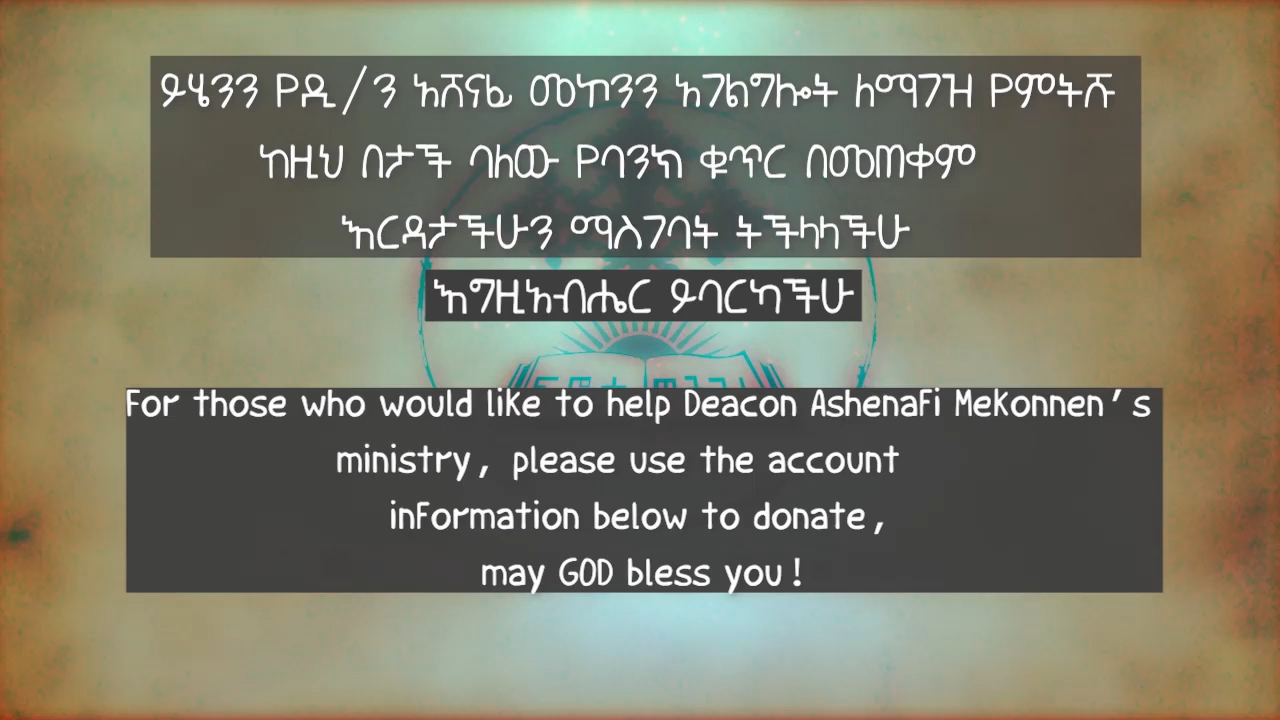 ይሄንን የዲ/ን አሸናፊ መኮንን አገልግሎት ለማገዝ የምትሹ
ከዚህ በታች ባለው የባንክ ቁጥር በመጠቀም
እርዳታችሁን ማስገባት ትችላላችሁ
እግዚአብሔር ይባርካችሁ
For those who would like to help Deacon Ashenafi Mekonnen's
ministry, please use the account
information below to donate,
may GOD bless you!